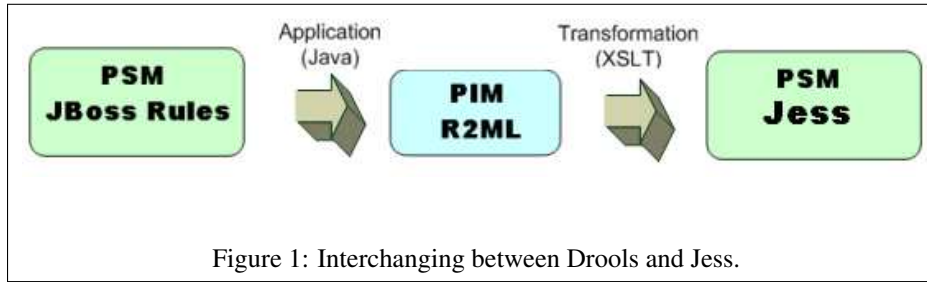 PSM
JBoss Rules
Application
(Java)
PIM
R2ML
Transformation
(XSLT)
PSM
Jess
Figure 1: Interchanging between Drools and Jess.